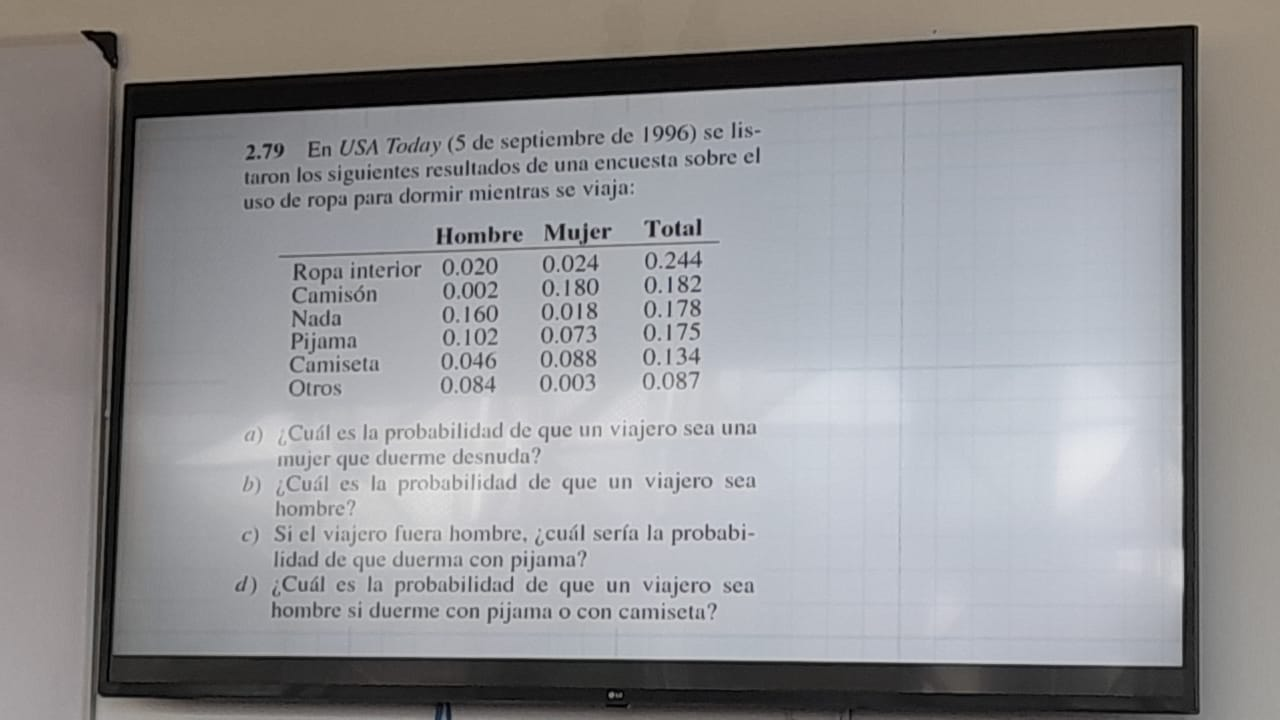 2.79 En USA Today (5 de septiembre de 1996) se lis-
taron los siguientes resultados de una encuesta sobre el
uso de ropa para dormir mientras se viaja:
Hombre Mujer Total
Ropa interior 0.020 0.024 0.244
Camisón 0.002 0.180 0.182
Nada 0.160 0.018 0.178
Pijama 0.102 0.073 0.175
Camiseta 0.046 0.088 0.134
Otros 0.084 0.003 0.087
a) ¿Cuál es la probabilidad de que un viajero sea una
mujer que duerme desnuda?
b) ¿Cuál es la probabilidad de que un viajero sea
hombre?
c) Si el viajero fuera hombre, ¿cuál sería la probabi-
lidad de que duerma con pijama?
d) ¿Cuál es la probabilidad de que un viajero sea
hombre si duerme con pijama o con camiseta?
LG